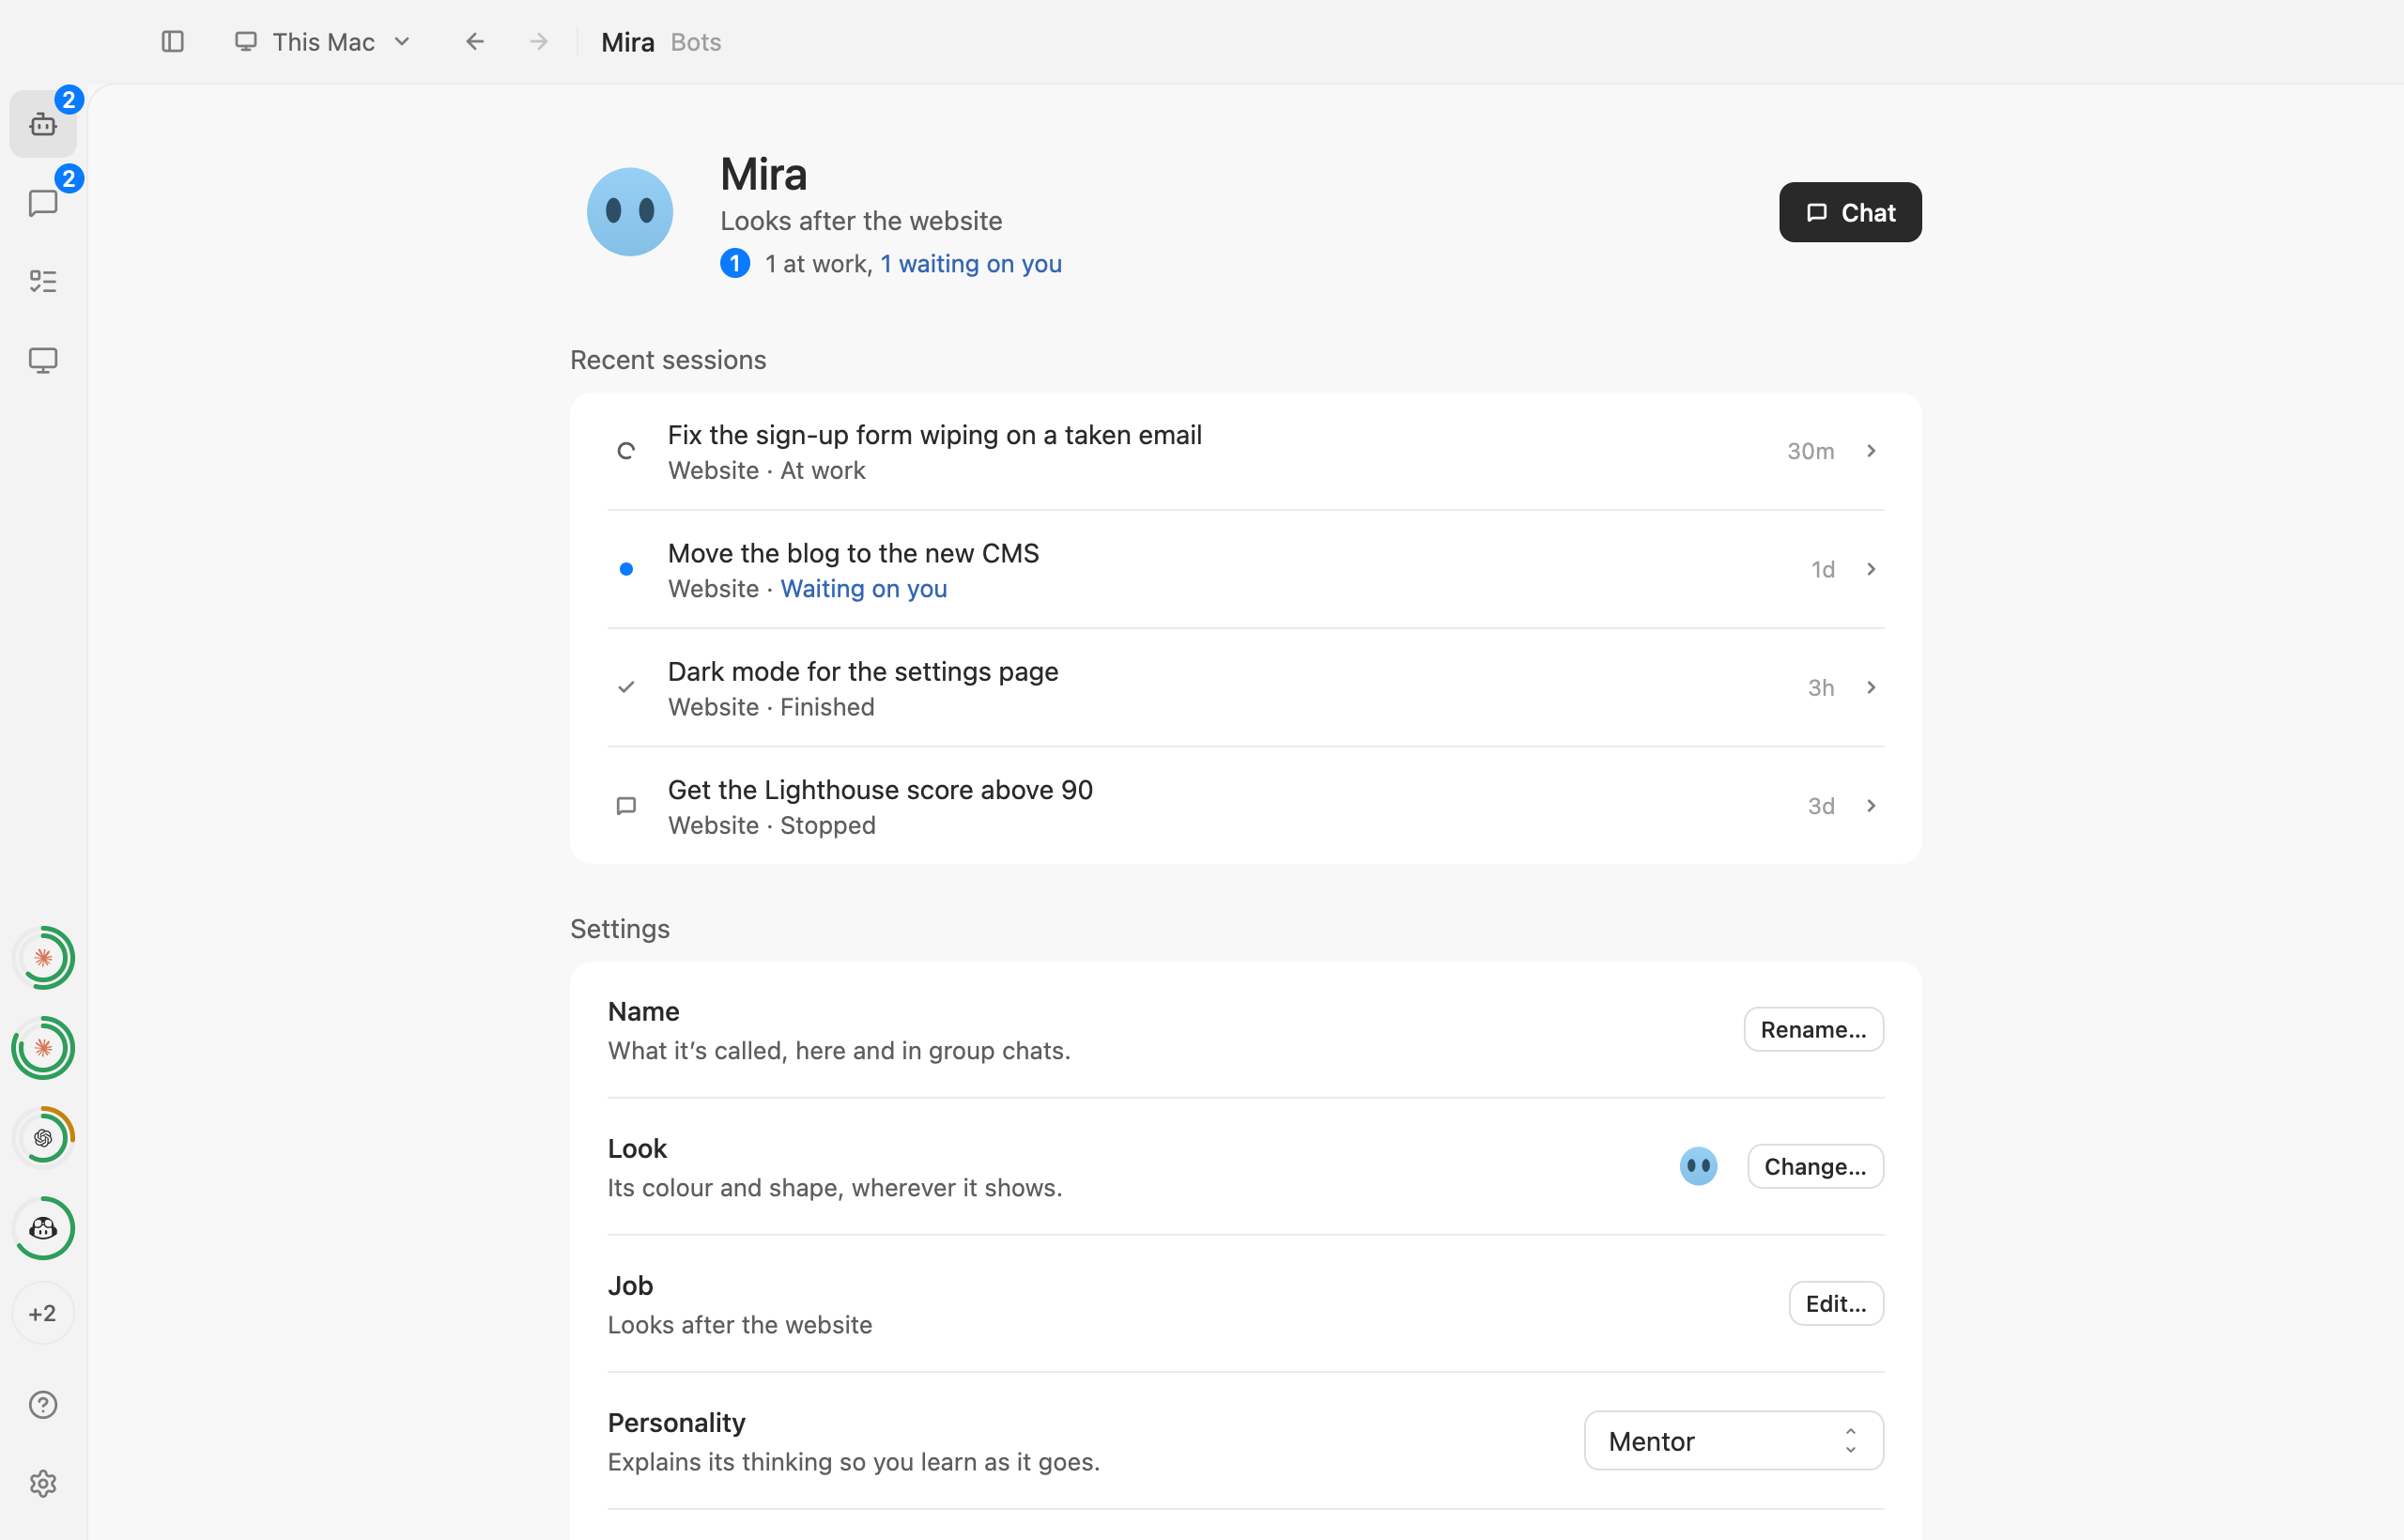 This Mac
Mira Bots
2
2
Mira
Looks after the website
1 1 at work, 1 waiting on you
Chat
Recent sessions
Fix the sign-up form wiping on a taken email
Website · At work
30m
Move the blog to the new CMS
Website · Waiting on you
1d
Dark mode for the settings page
Website · Finished
3h
Get the Lighthouse score above 90
Website · Stopped
3d
Settings
Name
What it’s called, here and in group chats.
Rename...
Look
Its colour and shape, wherever it shows.
Change...
Job
Looks after the website
Edit...
Personality
Explains its thinking so you learn as it goes.
Mentor
+2